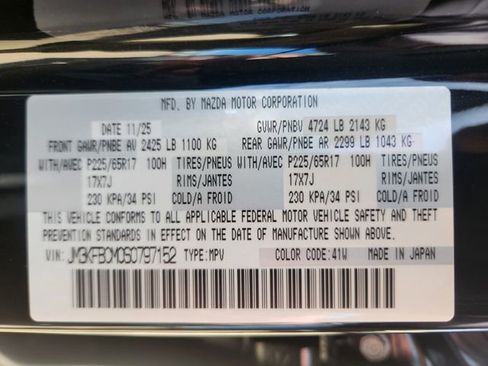 MFD. BY MAZDA MOTOR CORPORATION
DATE 11/25 GVWR/PNBV 4724 LB 2143 KG
FRONT GAWR/PNBE AV 2425 LB 1100 KG REAR GAWR/PNBE AR 2299 LB 1043 KG
WITH/AVEC P225/65R17 100H TIRES/PNEUS WITH/AVEC P225/65R17 100H TIRES/PNEUS
17X7J RIMS/JANTES 17X7J RIMS/JANTES
230 KPA/34 PSI COLD/A FROID 230 KPA/34 PSI COLD/A FROID
THIS VEHICLE CONFORMS TO ALL APPLICABLE FEDERAL MOTOR VEHICLE SAFETY AND THEFT
PREVENTION STANDARDS IN EFFECT ON THE DATE OF MANUFACTURE SHOWN ABOVE.
VIN: JM3KFBCM0S0797152 TYPE:MPV COLOR CODE:41W MADE IN JAPAN